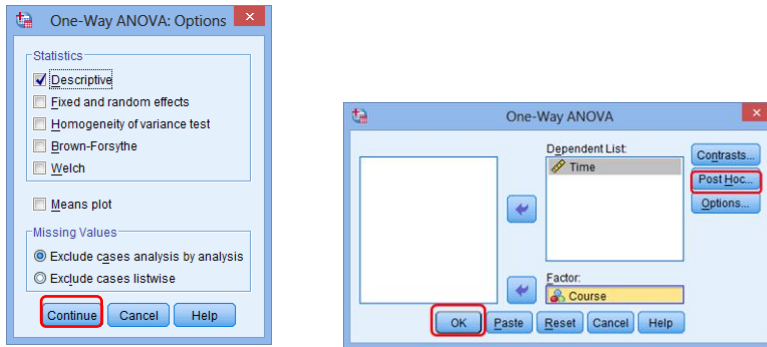 One-Way ANOVA: Options
Statistics
Descriptive
Fixed and random effects
Homogeneity of variance test
Brown-Forsythe
Welch
Means plot
Missing Values
Exclude cases analysis by analysis
Exclude cases listwise
Continue Cancel Help
One-Way ANOVA
Dependent List:
Time
Contrasts...
Post Hoc...
Options...
Factor:
Course
OK Paste Reset Cancel Help